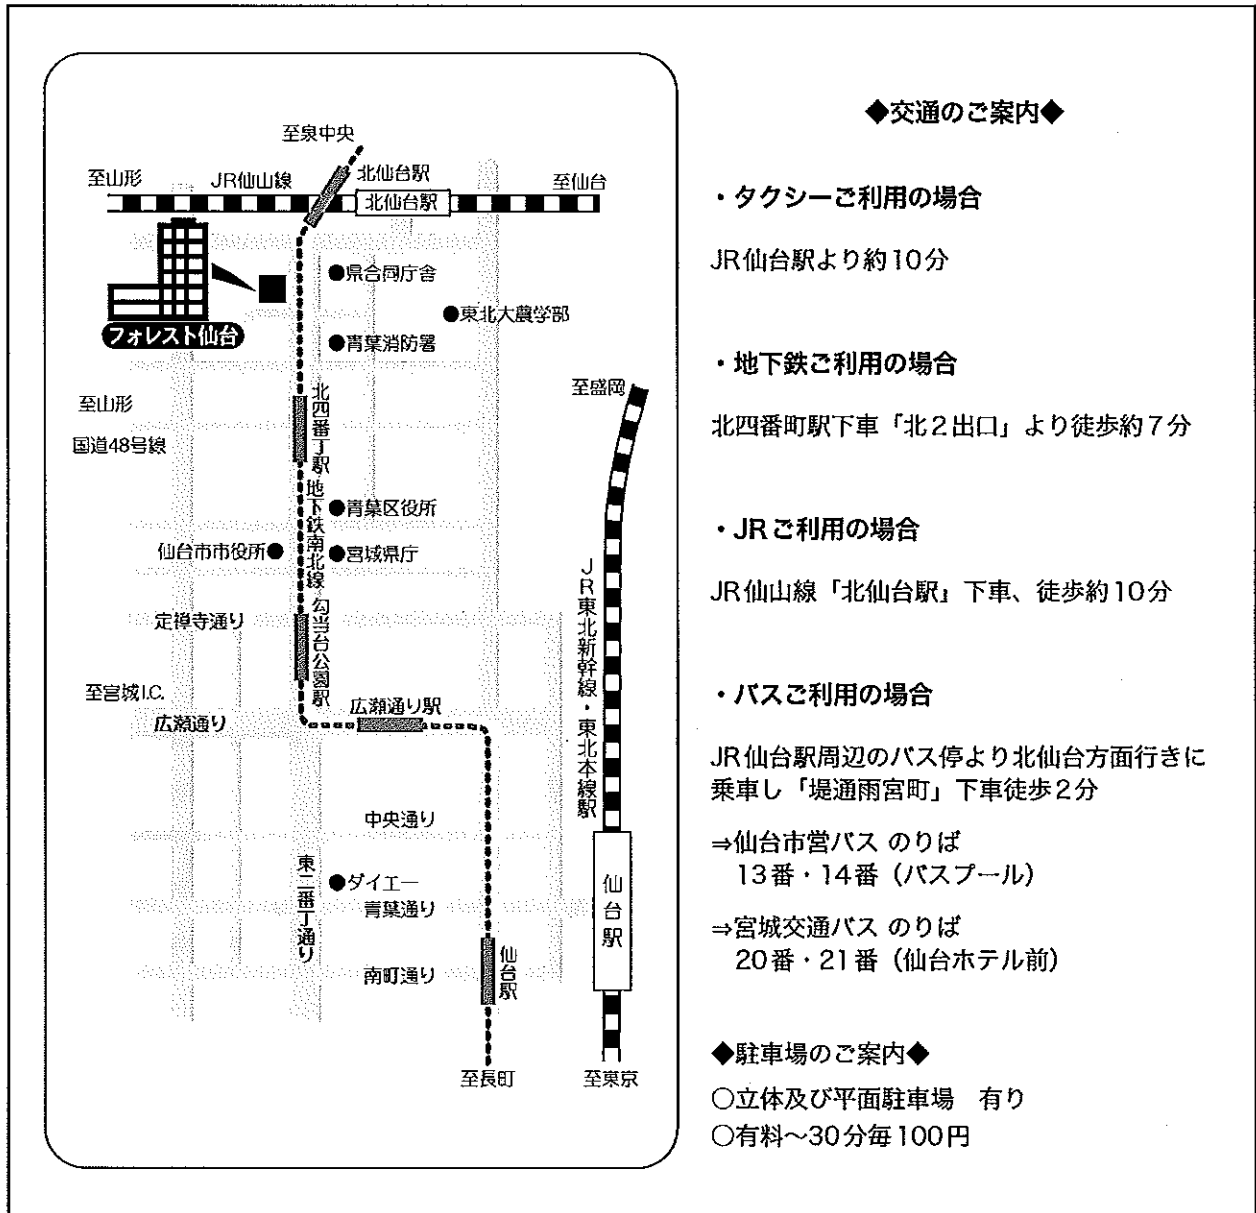 至泉中央
北仙台駅
至山形
JR仙山線
北仙台駅
至仙台
県合同庁舎
東北大農学部
フォレスト仙台
青葉消防署
至盛岡
至山形
国道48号線
北四番丁駅
地下鉄南北線
青葉区役所
仙台市市役所
宮城県庁
JR東北新幹線・東北本線駅
定禅寺通り
勾当台公園駅
至宮城I.C.
広瀬通り
広瀬通り駅
中央通り
東二番丁通り
ダイエー
青葉通り
仙台駅
南町通り
仙台駅
至長町
至東京
◆交通のご案内◆
・タクシーご利用の場合
JR仙台駅より約10分
・地下鉄ご利用の場合
北四番町駅下車「北2出口」より徒歩約7分
・JRご利用の場合
JR仙山線「北仙台駅」下車、徒歩約10分
・バスご利用の場合
JR仙台駅周辺のバス停より北仙台方面行きに
乗車し「堤通雨宮町」下車徒歩2分
⇒仙台市営バス のりば
13番・14番（バスプール）
⇒宮城交通バス のりば
20番・21番（仙台ホテル前）
◆駐車場のご案内◆
○立体及び平面駐車場　有り
○有料～30分毎100円